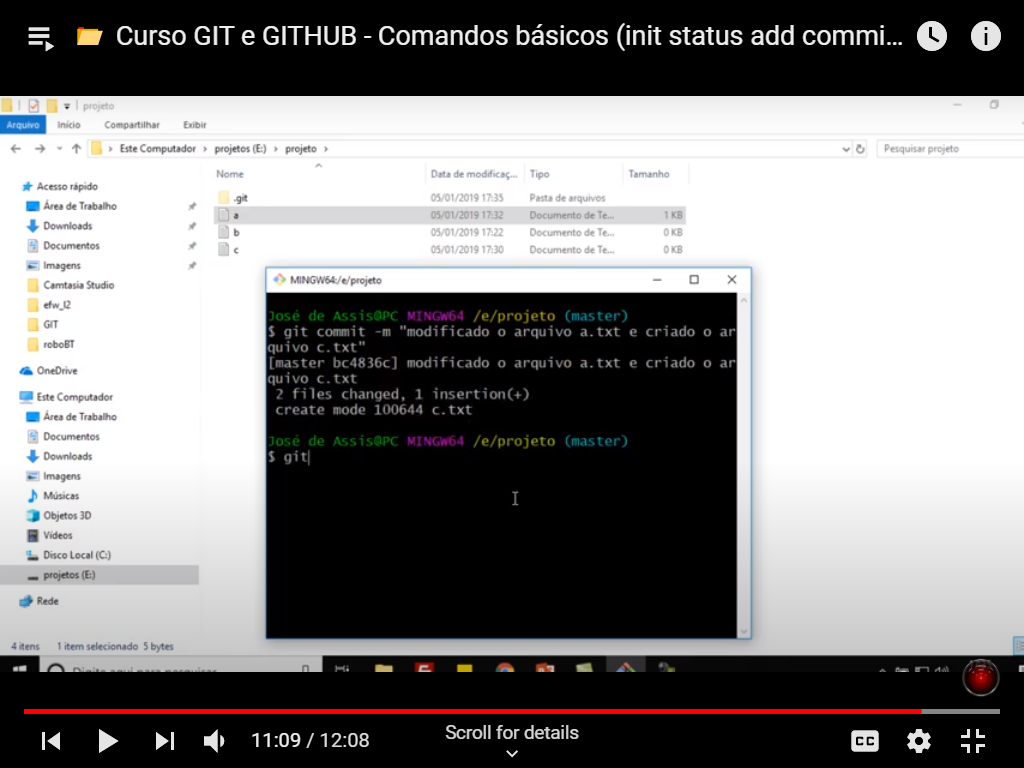 Curso GIT e GITHUB - Comandos básicos (init status add commi...
projeto
Arquivo Início Compartilhar Exibir
Este Computador projetos (E:) projeto Pesquisar projeto
Nome Data de modificaç... Tipo Tamanho
.git 05/01/2019 17:35 Pasta de arquivos
a 05/01/2019 17:32 Documento de Te... 1 KB
b 05/01/2019 17:22 Documento de Te... 0 KB
c 05/01/2019 17:30 Documento de Te... 0 KB
Acesso rápido
Área de Trabalho
Downloads
Documentos
Imagens
Camtasia Studio
efw_l2
GIT
roboBT
OneDrive
Este Computador
Área de Trabalho
Documentos
Downloads
Imagens
Músicas
Objetos 3D
Vídeos
Disco Local (C:)
projetos (E:)
Rede
MINGW64:/e/projeto
José de Assis@PC MINGW64 /e/projeto (master)
$ git commit -m "modificado o arquivo a.txt e criado o ar
quivo c.txt"
[master bc4836c] modificado o arquivo a.txt e criado o ar
quivo c.txt
2 files changed, 1 insertion(+)
create mode 100644 c.txt
José de Assis@PC MINGW64 /e/projeto (master)
$ git
4 itens 1 item selecionado 5 bytes
Digite aqui para pesquisar
11:09 / 12:08
Scroll for details
CC